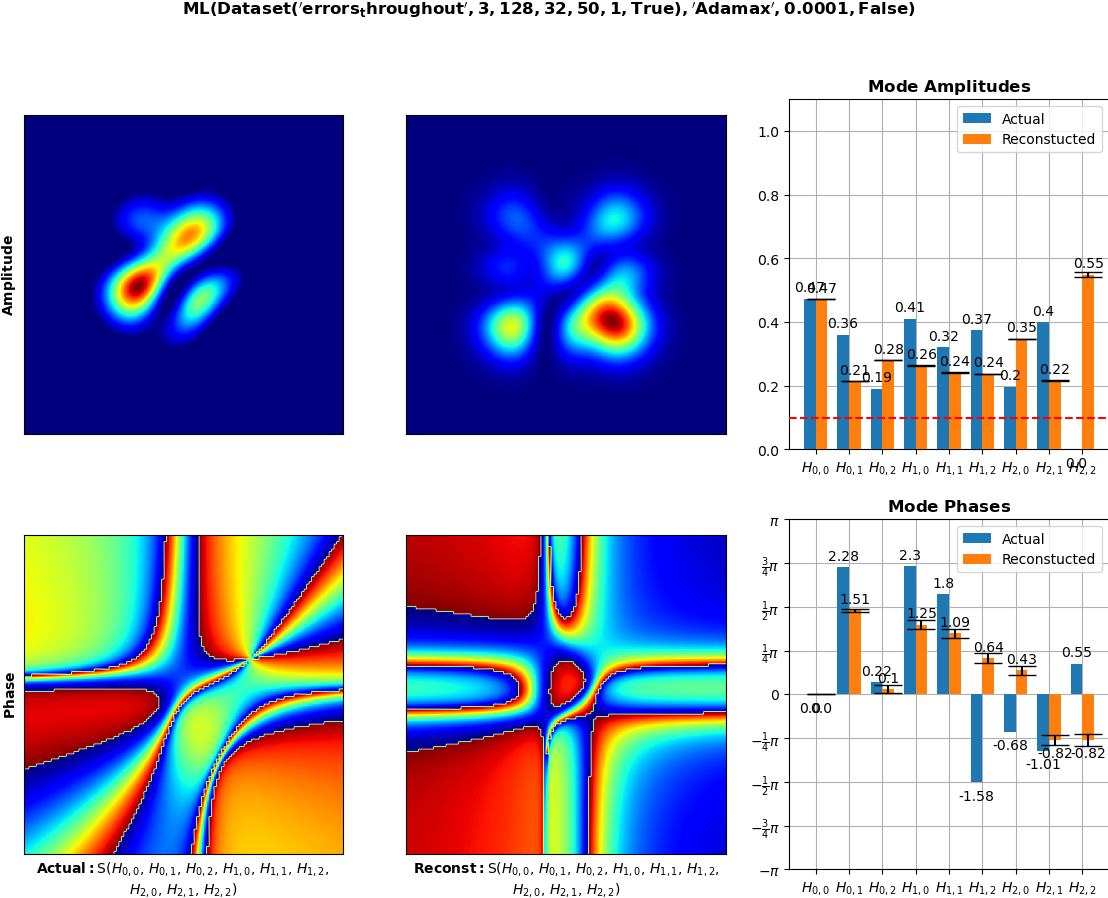 ML(Dataset('errors_throughout', 3, 128, 32, 50, 1, True), 'Adamax', 0.0001, False)
Amplitude
Mode Amplitudes
Actual
Reconstucted
1.0
0.8
0.6
0.4
0.2
0.0
0.47 0.36 0.19 0.41 0.32 0.37 0.2 0.4 0.0
0.47 0.21 0.28 0.26 0.24 0.24 0.35 0.22 0.55
H0,0 H0,1 H0,2 H1,0 H1,1 H1,2 H2,0 H2,1 H2,2
Phase
Mode Phases
Actual
Reconstucted
π
3/4π
1/2π
1/4π
0
−1/4π
−1/2π
−3/4π
−π
0.0 2.28 0.22 2.3 1.8 -1.58 -0.68 -1.01 0.55
0.0 1.51 0.1 1.25 1.09 0.64 0.43 -0.82 -0.82
H0,0 H0,1 H0,2 H1,0 H1,1 H1,2 H2,0 H2,1 H2,2
Actual: S(H0,0, H0,1, H0,2, H1,0, H1,1, H1,2,
H2,0, H2,1, H2,2)
Reconst: S(H0,0, H0,1, H0,2, H1,0, H1,1, H1,2,
H2,0, H2,1, H2,2)